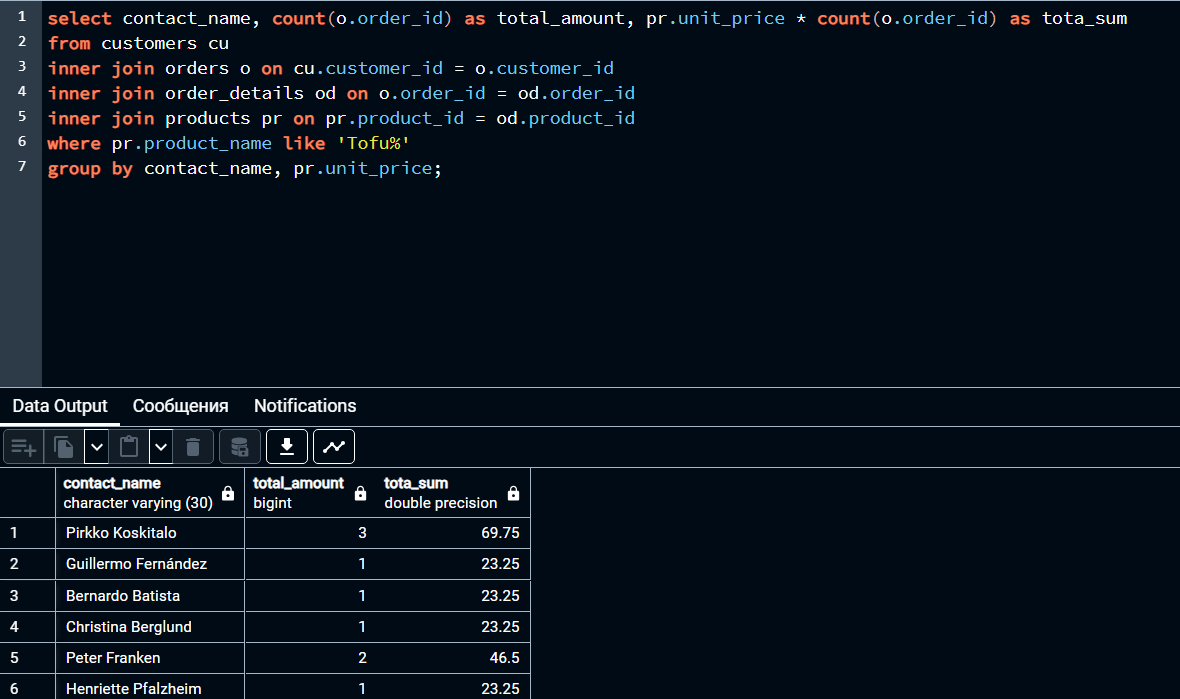 1 select contact_name, count(o.order_id) as total_amount, pr.unit_price * count(o.order_id) as tota_sum
2 from customers cu
3 inner join orders o on cu.customer_id = o.customer_id
4 inner join order_details od on o.order_id = od.order_id
5 inner join products pr on pr.product_id = od.product_id
6 where pr.product_name like 'Tofu%'
7 group by contact_name, pr.unit_price;
Data Output Сообщения Notifications
contact_name total_amount tota_sum
character varying (30) bigint double precision
1 Pirkko Koskitalo 3 69.75
2 Guillermo Fernández 1 23.25
3 Bernardo Batista 1 23.25
4 Christina Berglund 1 23.25
5 Peter Franken 2 46.5
6 Henriette Pfalzheim 1 23.25